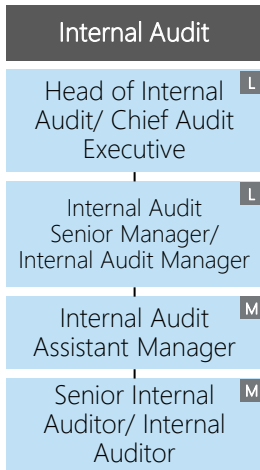 Internal Audit
L
Head of Internal
Audit/ Chief Audit
Executive
L
Internal Audit
Senior Manager/
Internal Audit Manager
M
Internal Audit
Assistant Manager
M
Senior Internal
Auditor/ Internal
Auditor